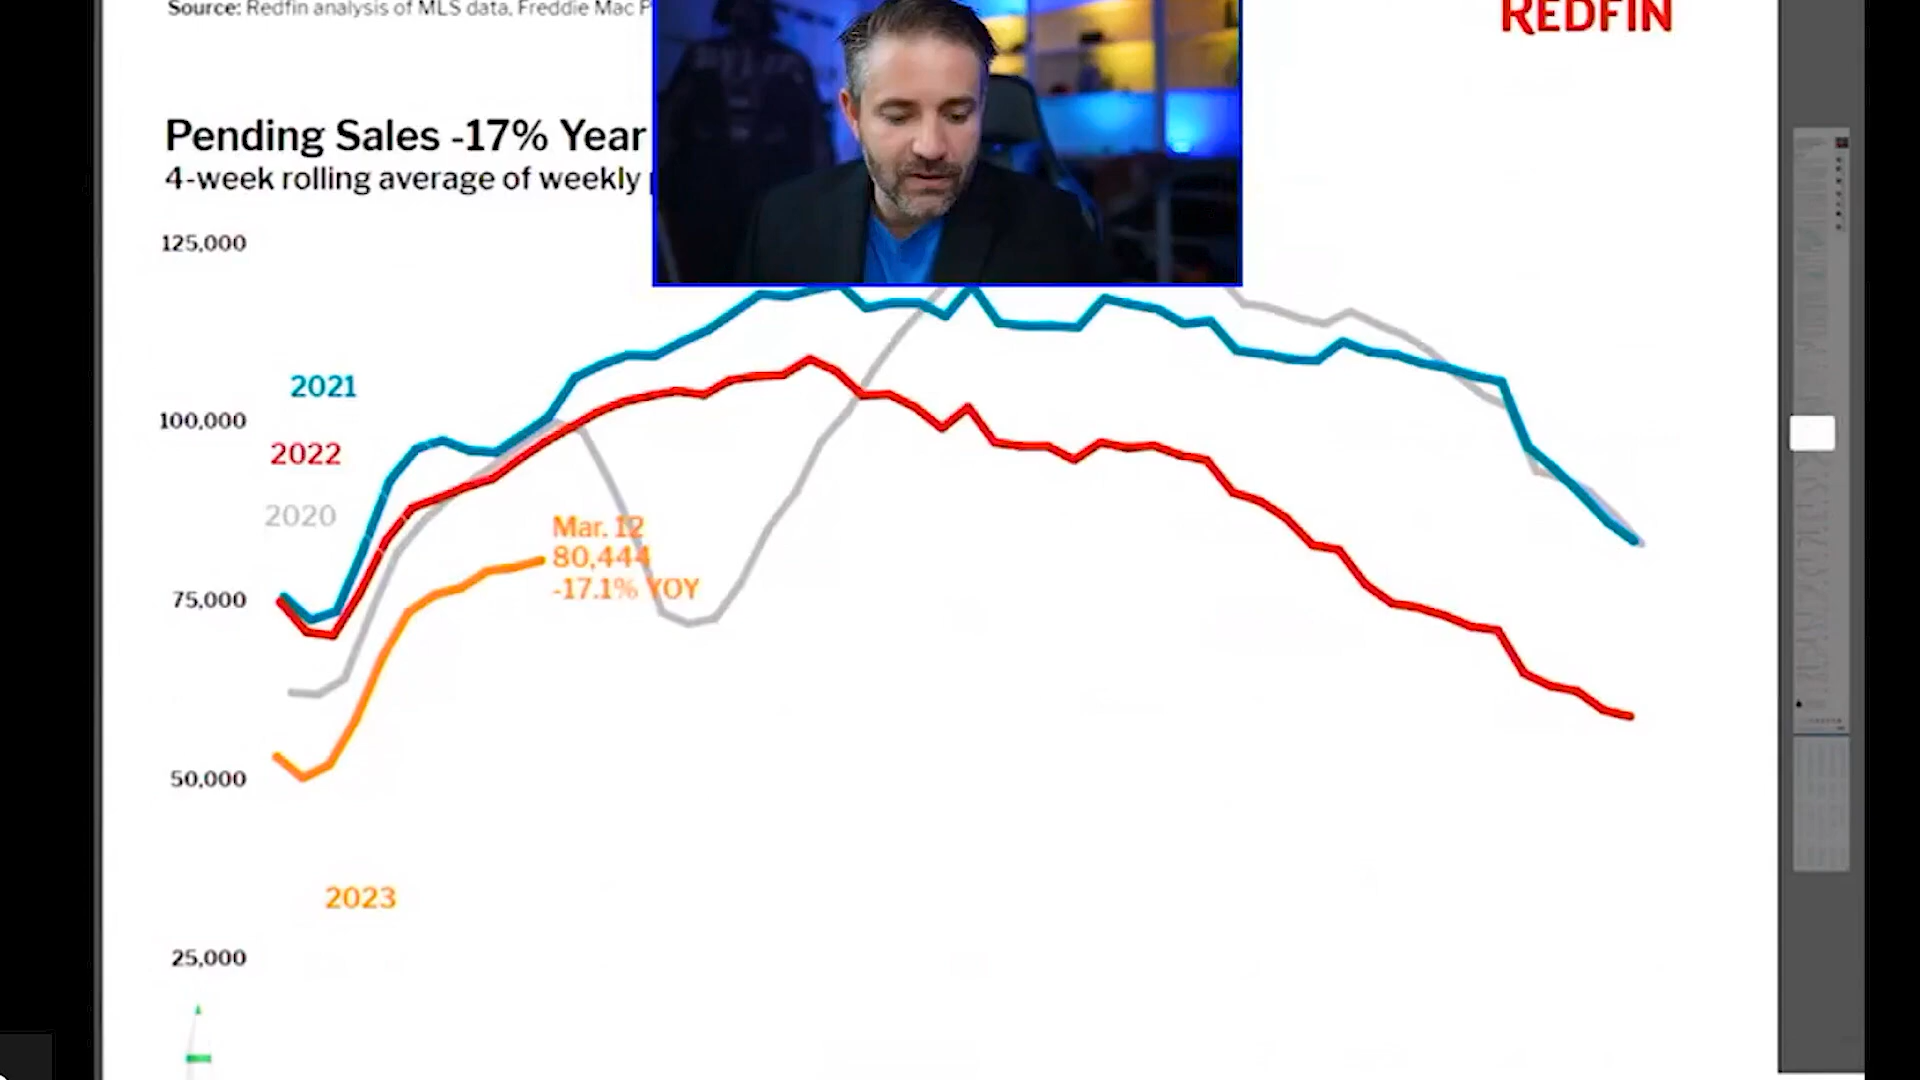 Source: Redfin analysis of MLS data, Freddie Mac
REDFIN
Pending Sales -17% Year
4-week rolling average of weekly
125,000
2021
100,000
2022
2020
Mar. 12
80,444
-17.1% YOY
75,000
50,000
2023
25,000